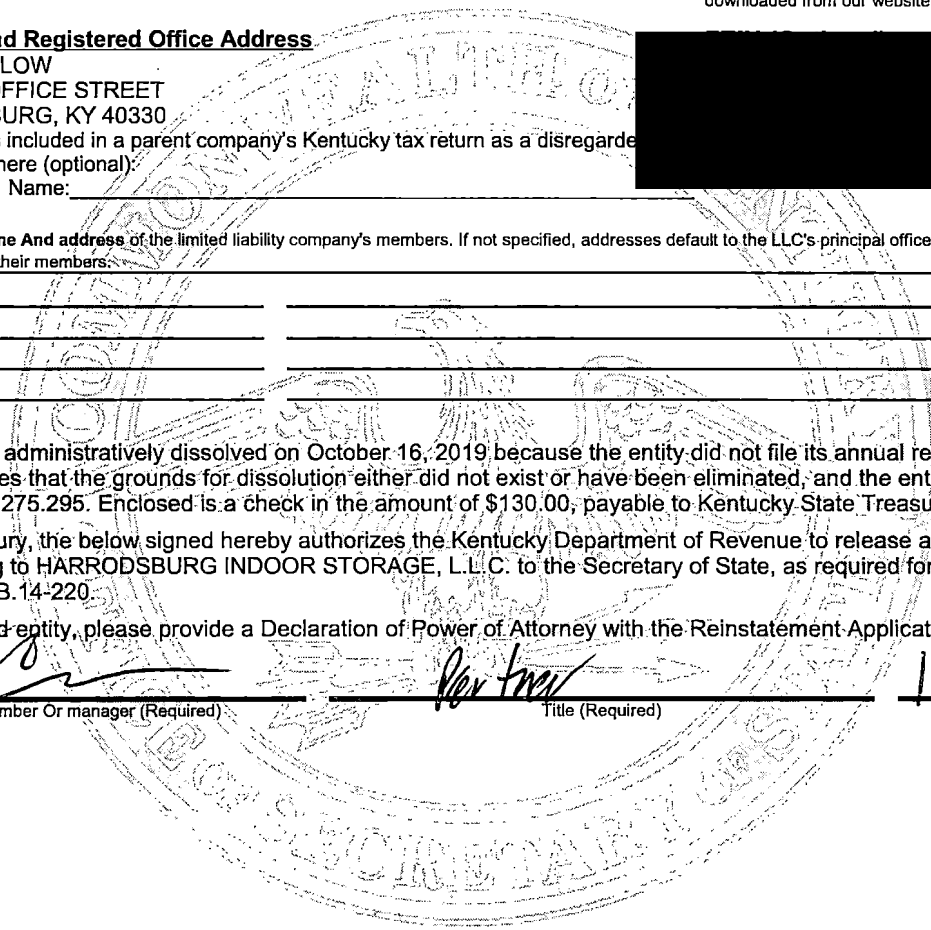 downloaded from our website
d Registered Office Address
LOW
FFICE STREET
BURG, KY 40330
s included in a parent company's Kentucky tax return as a disregarde
here (optional):
Name:
ne And address of the limited liability company's members. If not specified, addresses default to the LLC's principal office
their members.
administratively dissolved on October 16, 2019 because the entity did not file its annual re
es that the grounds for dissolution either did not exist or have been eliminated, and the ent
275.295. Enclosed is a check in the amount of $130.00, payable to Kentucky State Treasu
ury, the below signed hereby authorizes the Kentucky Department of Revenue to release a
g to HARRODSBURG INDOOR STORAGE, L.L.C. to the Secretary of State, as required for
B.14-220.
d entity, please provide a Declaration of Power of Attorney with the Reinstatement Applicat
mber Or manager (Required)
Title (Required)
SECRETARY OF STATE